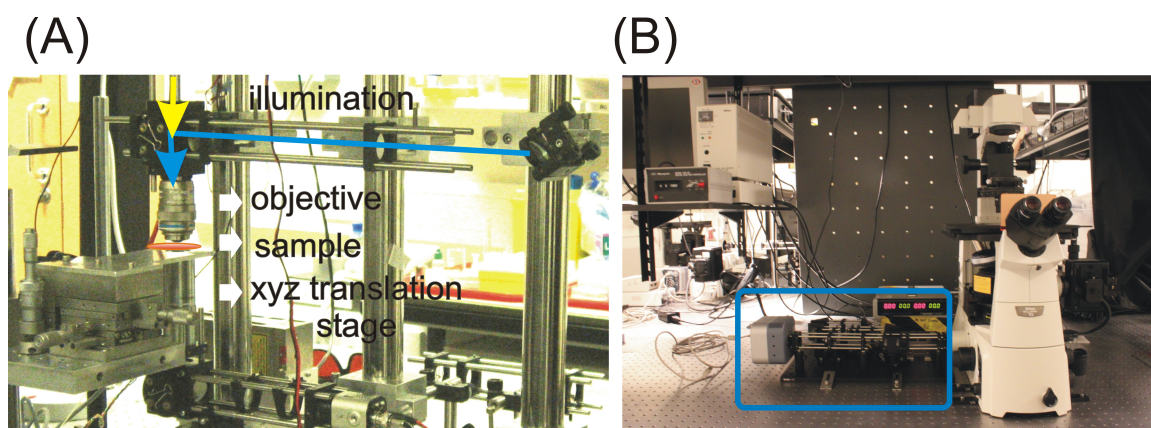 (A)
(B)
illumination
objective
sample
xyz translation
stage